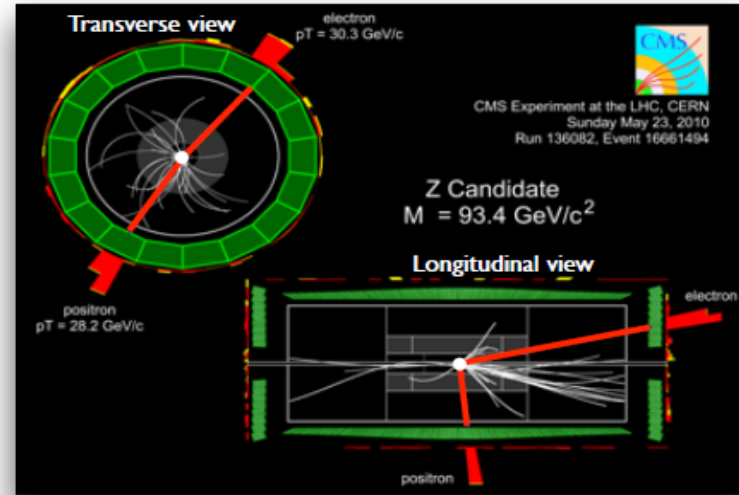 Transverse view
electron
pT = 30.3 GeV/c
CMS
CMS Experiment at the LHC, CERN
Sunday May 23, 2010
Run 136082, Event 16661494
Z Candidate
M = 93.4 GeV/c²
positron
pT = 28.2 GeV/c
Longitudinal view
electron
positron